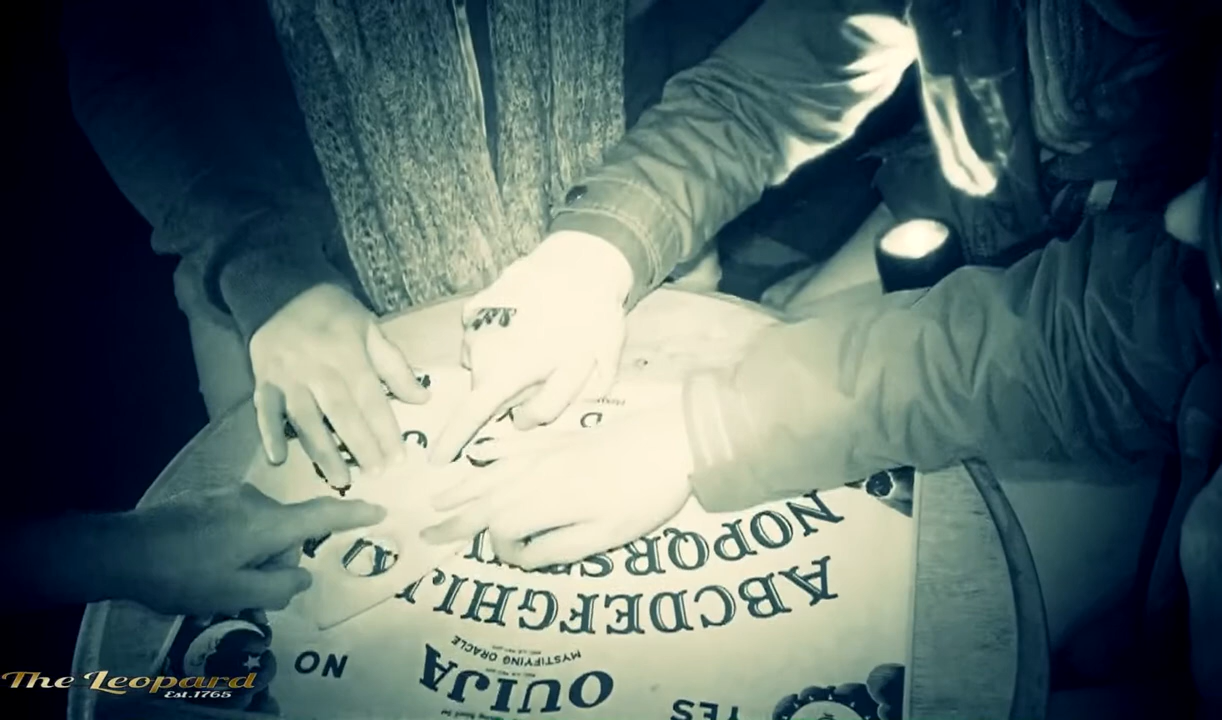 YES
NO
OUIJA
MYSTIFYING ORACLE
ABCDEFGHIJ
NOPQRS
The Leopard
Est.1765